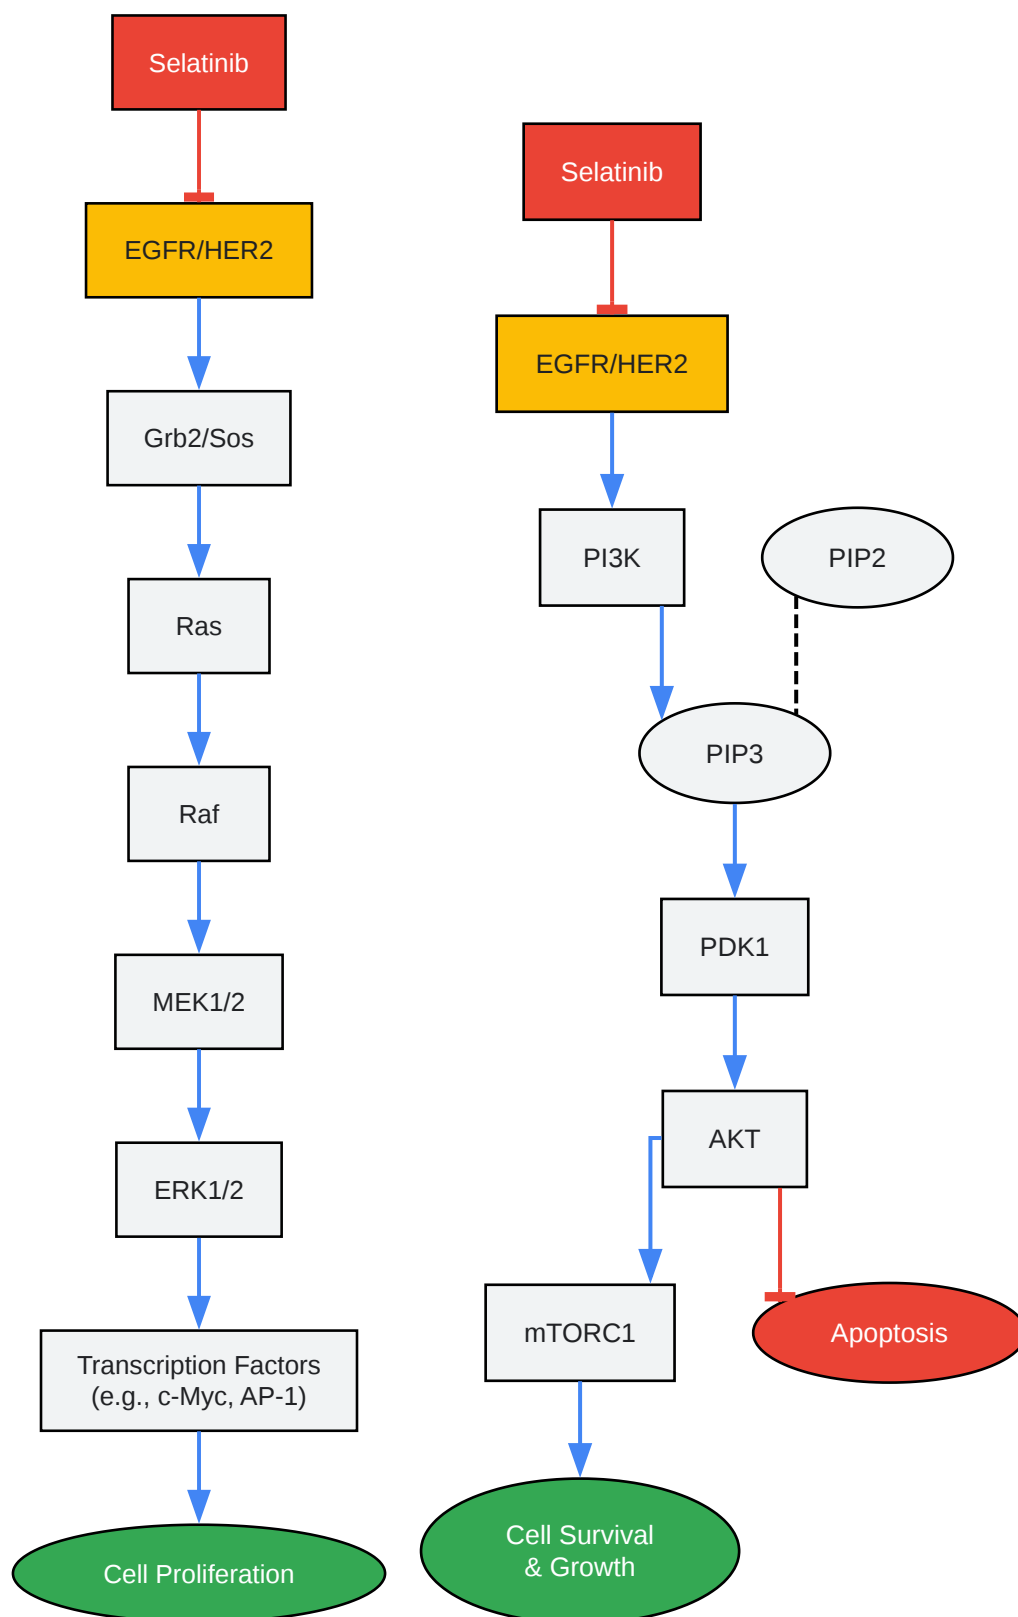 Selatinib
EGFR/HER2
Grb2/Sos
Ras
Raf
MEK1/2
ERK1/2
Transcription Factors
(e.g., c-Myc, AP-1)
Cell Proliferation
Selatinib
EGFR/HER2
PI3K
PIP2
PIP3
PDK1
AKT
mTORC1
Apoptosis
Cell Survival
& Growth